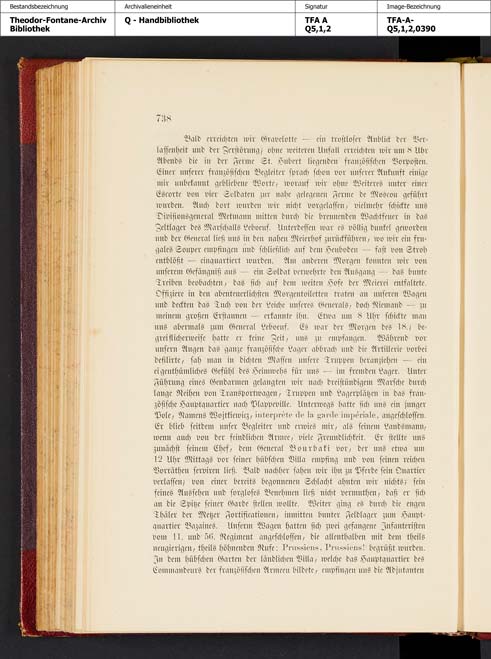 Bestandsbezeichnung
Archivalieneinheit
Signatur
Image-Bezeichnung
Theodor-Fontane-Archiv
Bibliothek
Q - Handbibliothek
TFA A
Q5,1,2
TFA-A-
Q5,1,2,0390
738
Bald erreichten wir Gravelotte — ein trostloser Anblick der Ver-
lassenheit und der Zerstörung; ohne weiteren Unfall erreichten wir um 8 Uhr
Abends die in der Ferme St. Hubert liegenden französischen Vorposten.
Einer unserer französischen Begleiter sprach schon vor unserer Ankunft einige
mir unbekannt gebliebene Worte, worauf wir ohne Weiteres unter einer
Escorte von vier Soldaten zur nahe gelegenen Ferme de Moscou geführt
wurden. Auch dort wurden wir nicht vorgelassen, vielmehr schickte uns
Divisionsgeneral Metmann mitten durch die brennenden Wachtfeuer in das
Zeltlager des Marschalls Leboeuf. Unterdessen war es völlig dunkel geworden
und der General ließ uns in den nahen Meierhof zurückführen, wo wir ein fru-
gales Souper empfingen und schließlich auf dem Heuboden — fast von Stroh
entblößt — einquartiert wurden. Am anderen Morgen konnten wir von
unserem Gefängniß aus — ein Soldat verwehrte den Ausgang — das bunte
Treiben beobachten, das sich auf dem weiten Hofe der Meierei entfaltete.
Offiziere in den abenteuerlichsten Morgentoiletten traten an unseren Wagen
und deckten das Tuch von der Leiche unseres Generals, doch Niemand — zu
meinem großen Erstaunen — erkannte ihn. Etwa um 8 Uhr schickte man
uns abermals zum General Leboeuf. Es war der Morgen des 18.; be-
greiflicherweise hatte er keine Zeit, uns zu empfangen. Während vor
unsern Augen das ganze französische Lager abbrach und die Artillerie vorbei
defilirte, sah man in dichten Massen unsere Truppen heranziehen — ein
eigenthümliches Gefühl des Heimwehs für uns — im fremden Lager. Unter
Führung eines Gendarmen gelangten wir nach dreistündigem Marsche durch
lange Reihen von Transportwagen, Truppen und Lagerplätzen in das fran-
zösische Hauptquartier nach Plappeville. Unterwegs hatte sich uns ein junger
Pole, Namens Wojtkiewicz, interprète de la garde impériale, angeschlossen.
Er blieb seitdem unser Begleiter und erwies mir, als seinem Landsmann,
wenn auch von der feindlichen Armee, viele Freundlichkeit. Er stellte uns
zunächst seinem Chef, dem General Bourbaki vor, der uns etwa um
12 Uhr Mittags vor seiner hübschen Villa empfing und von seinen reichen
Vorräthen serviren ließ. Bald nachher sahen wir ihn zu Pferde sein Quartier
verlassen; von einer bereits begonnenen Schlacht ahnten wir nichts; sein
feines Aussehen und sorgloses Benehmen ließ nicht vermuthen, daß er sich
an die Spitze seiner Garde stellen wollte. Weiter ging es durch die engen
Thäler der Metzer Fortificationen, inmitten bunter Feldlager zum Haupt-
quartier Bazaines. Unserm Wagen hatten sich zwei gefangene Infanteristen
vom 11. und 56. Regiment angeschlossen, die allenthalben mit dem theils
neugierigen, theils höhnenden Rufe: Prussiens, Prussiens! begrüßt wurden.
In dem hübschen Garten der ländlichen Villa, welche das Hauptquartier des
Commandeurs der französischen Armeen bildete, empfingen uns die Adjutanten